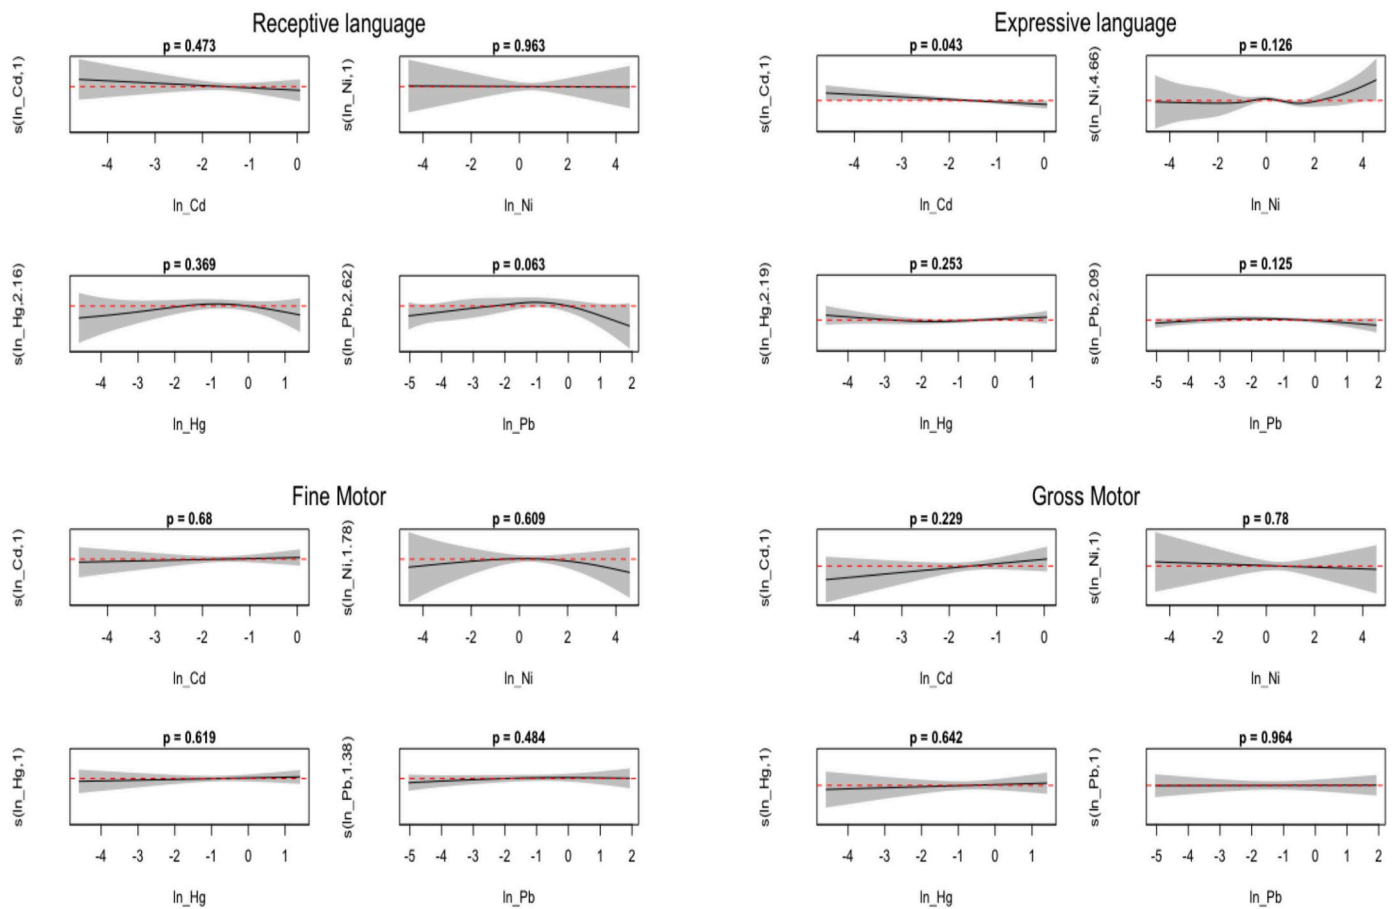 Receptive language
p = 0.473
s(ln_Cd,1)
-4 -3 -2 -1 0
ln_Cd
p = 0.963
s(ln_Ni,1)
-4 -2 0 2 4
ln_Ni
p = 0.369
s(ln_Hg,2.16)
-4 -3 -2 -1 0 1
ln_Hg
p = 0.063
s(ln_Pb,2.62)
-5 -4 -3 -2 -1 0 1 2
ln_Pb
Expressive language
p = 0.043
s(ln_Cd,1)
-4 -3 -2 -1 0
ln_Cd
p = 0.126
s(ln_Ni,4.66)
-4 -2 0 2 4
ln_Ni
p = 0.253
s(ln_Hg,2.19)
-4 -3 -2 -1 0 1
ln_Hg
p = 0.125
s(ln_Pb,2.09)
-5 -4 -3 -2 -1 0 1 2
ln_Pb
Fine Motor
p = 0.68
s(ln_Cd,1)
-4 -3 -2 -1 0
ln_Cd
p = 0.609
s(ln_Ni,1.78)
-4 -2 0 2 4
ln_Ni
p = 0.619
s(ln_Hg,1)
-4 -3 -2 -1 0 1
ln_Hg
p = 0.484
s(ln_Pb,1.38)
-5 -4 -3 -2 -1 0 1 2
ln_Pb
Gross Motor
p = 0.229
s(ln_Cd,1)
-4 -3 -2 -1 0
ln_Cd
p = 0.78
s(ln_Ni,1)
-4 -2 0 2 4
ln_Ni
p = 0.642
s(ln_Hg,1)
-4 -3 -2 -1 0 1
ln_Hg
p = 0.964
s(ln_Pb,1)
-5 -4 -3 -2 -1 0 1 2
ln_Pb